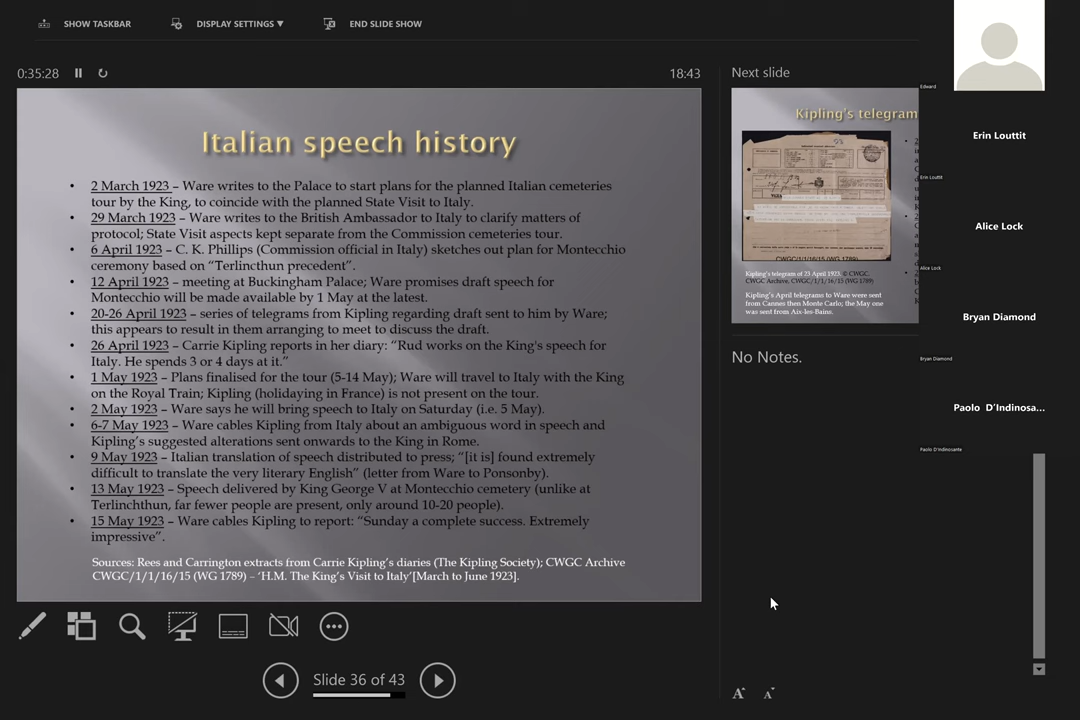 SHOW TASKBAR
DISPLAY SETTINGS ▼
END SLIDE SHOW
0:35:28
18:43
Italian speech history
• 2 March 1923 – Ware writes to the Palace to start plans for the planned Italian cemeteries
tour by the King, to coincide with the planned State Visit to Italy.
• 29 March 1923 – Ware writes to the British Ambassador to Italy to clarify matters of
protocol; State Visit aspects kept separate from the Commission cemeteries tour.
• 6 April 1923 – C. K. Phillips (Commission official in Italy) sketches out plan for Montecchio
ceremony based on “Terlincthun precedent”.
• 12 April 1923 – meeting at Buckingham Palace; Ware promises draft speech for
Montecchio will be made available by 1 May at the latest.
• 20-26 April 1923 – series of telegrams from Kipling regarding draft sent to him by Ware;
this appears to result in them arranging to meet to discuss the draft.
• 26 April 1923 – Carrie Kipling reports in her diary: “Rud works on the King's speech for
Italy. He spends 3 or 4 days at it.”
• 1 May 1923 – Plans finalised for the tour (5-14 May); Ware will travel to Italy with the King
on the Royal Train; Kipling (holidaying in France) is not present on the tour.
• 2 May 1923 – Ware says he will bring speech to Italy on Saturday (i.e. 5 May).
• 6-7 May 1923 – Ware cables Kipling from Italy about an ambiguous word in speech and
Kipling’s suggested alterations sent onwards to the King in Rome.
• 9 May 1923 – Italian translation of speech distributed to press; “[it is] found extremely
difficult to translate the very literary English” (letter from Ware to Ponsonby).
• 13 May 1923 – Speech delivered by King George V at Montecchio cemetery (unlike at
Terlinchthun, far fewer people are present, only around 10-20 people).
• 15 May 1923 – Ware cables Kipling to report: “Sunday a complete success. Extremely
impressive”.
Sources: Rees and Carrington extracts from Carrie Kipling’s diaries (The Kipling Society); CWGC Archive
CWGC/1/1/16/15 (WG 1789) – ‘H.M. The King’s Visit to Italy’[March to June 1923].
Slide 36 of 43
Next slide
Kipling's telegram
CWGC/1/1/16/15 (WG 1789)
Kipling's telegram of 23 April 1923 © CWGC.
CWGC Archive, CWGC/1/1/16/15 (WG 1789)
Kipling’s April telegrams to Ware were sent
from Cannes then Monte Carlo; the May one
was sent from Aix-les-Bains.
No Notes.
A
A
Edward
Erin Louttit
Erin Louttit
Alice Lock
Alice Lock
Bryan Diamond
Bryan Diamond
Paolo D'Indinosa...
Paolo D'Indinosante